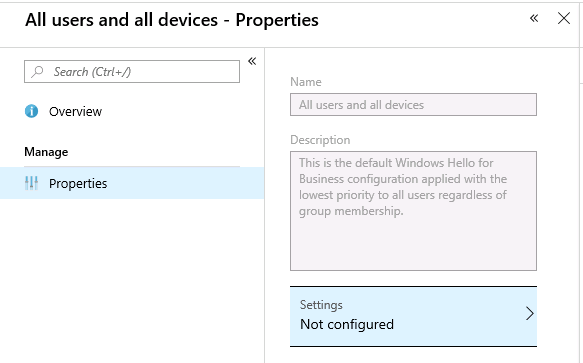 All users and all devices - Properties
Search (Ctrl+/)
Overview
Manage
Properties
Name
All users and all devices
Description
This is the default Windows Hello for
Business configuration applied with the
lowest priority to all users regardless of
group membership.
Settings
Not configured